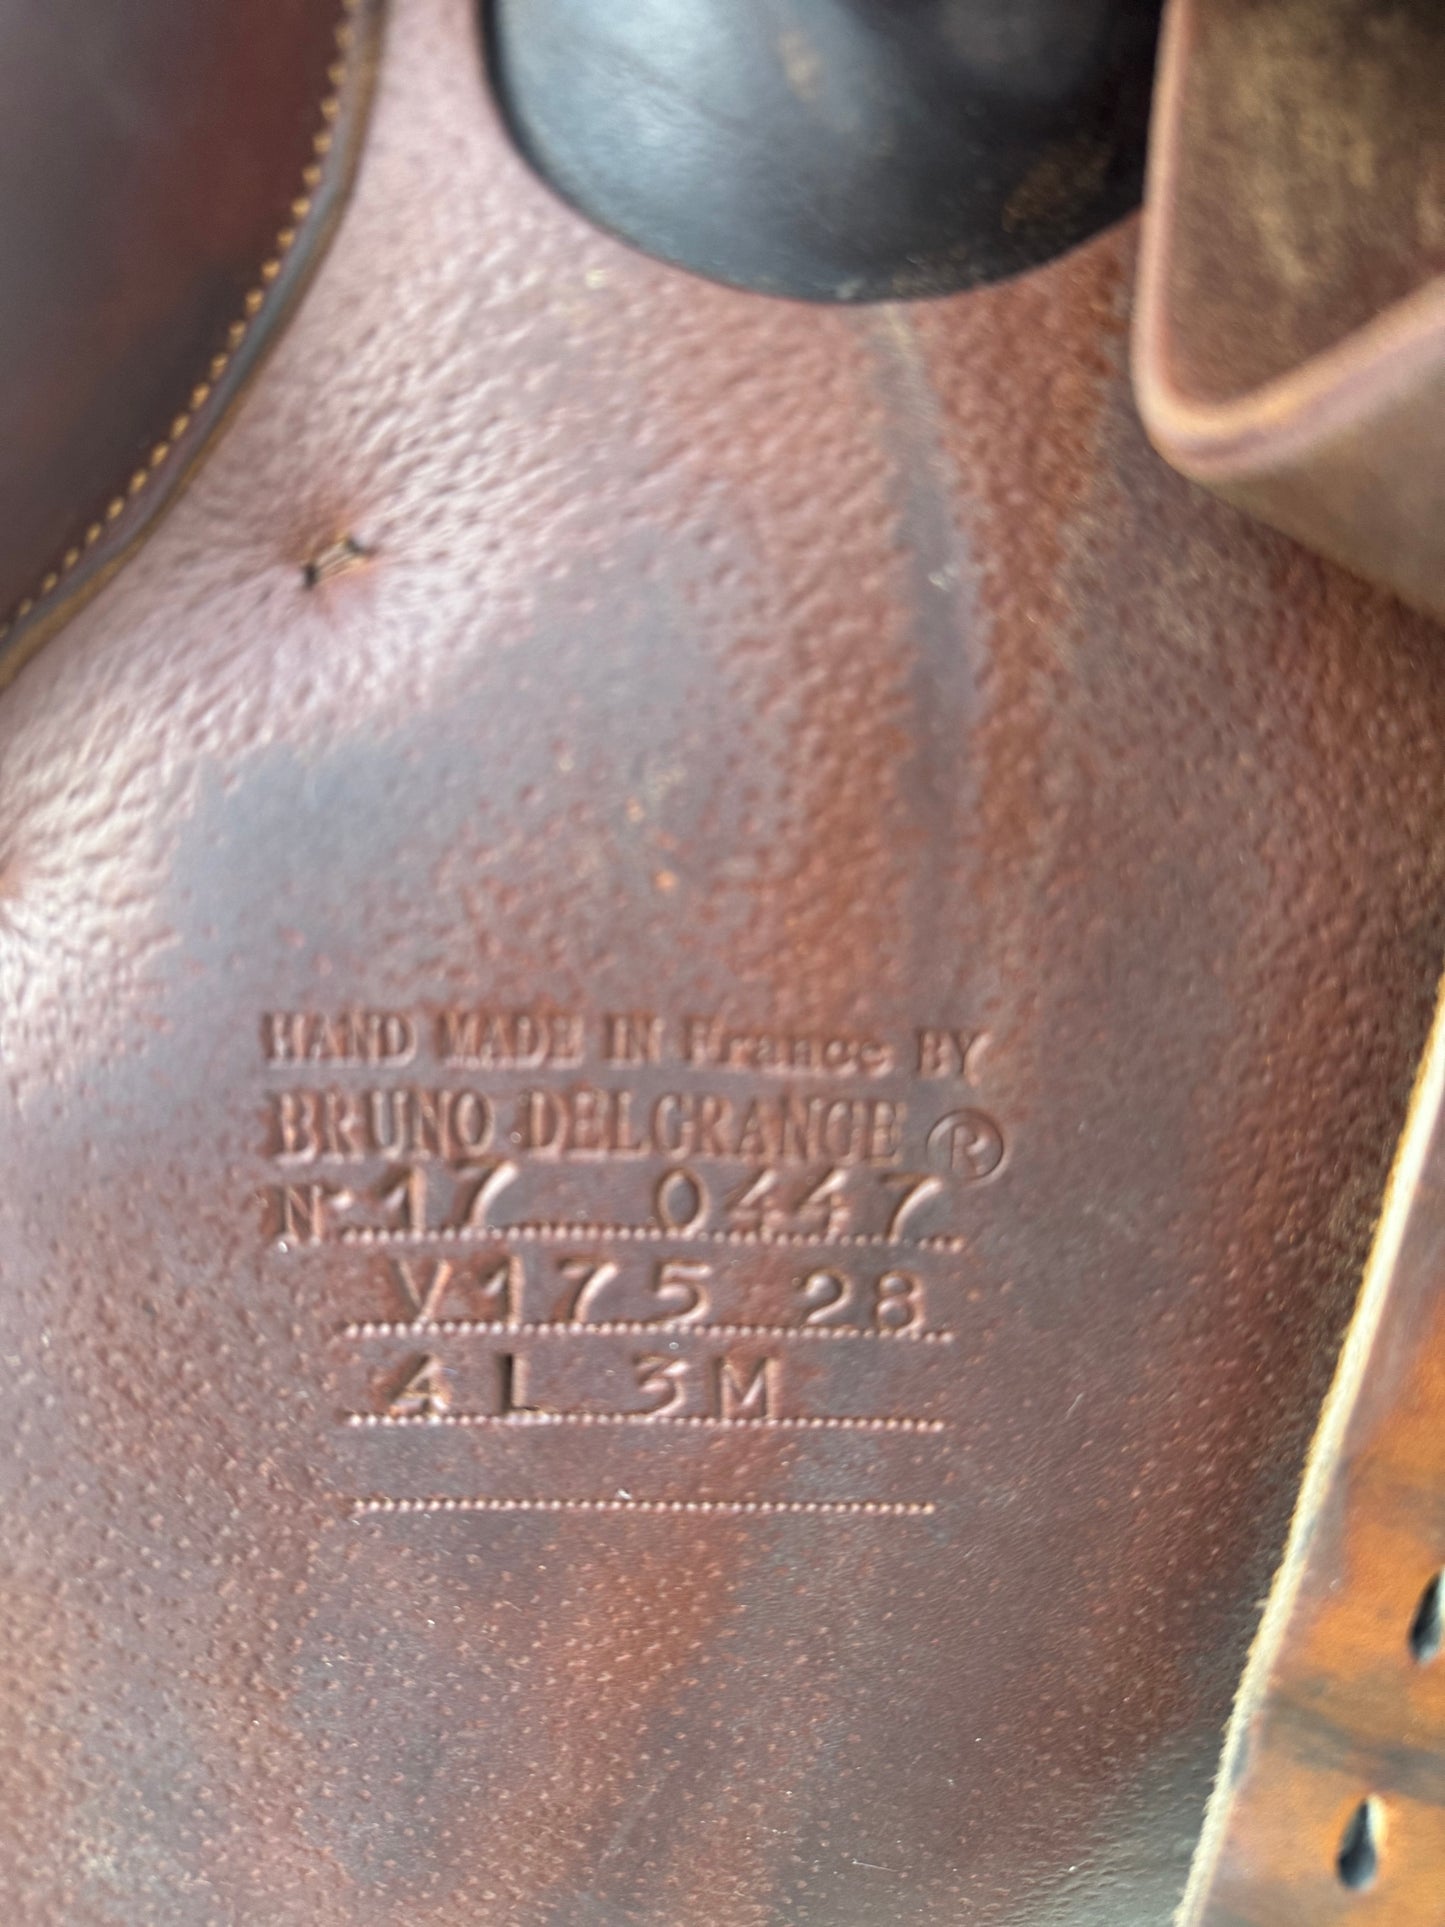 HAND MADE IN France BY
BRUNO DELGRANGE ®
N° 17 0447
V175 28
4L 3M